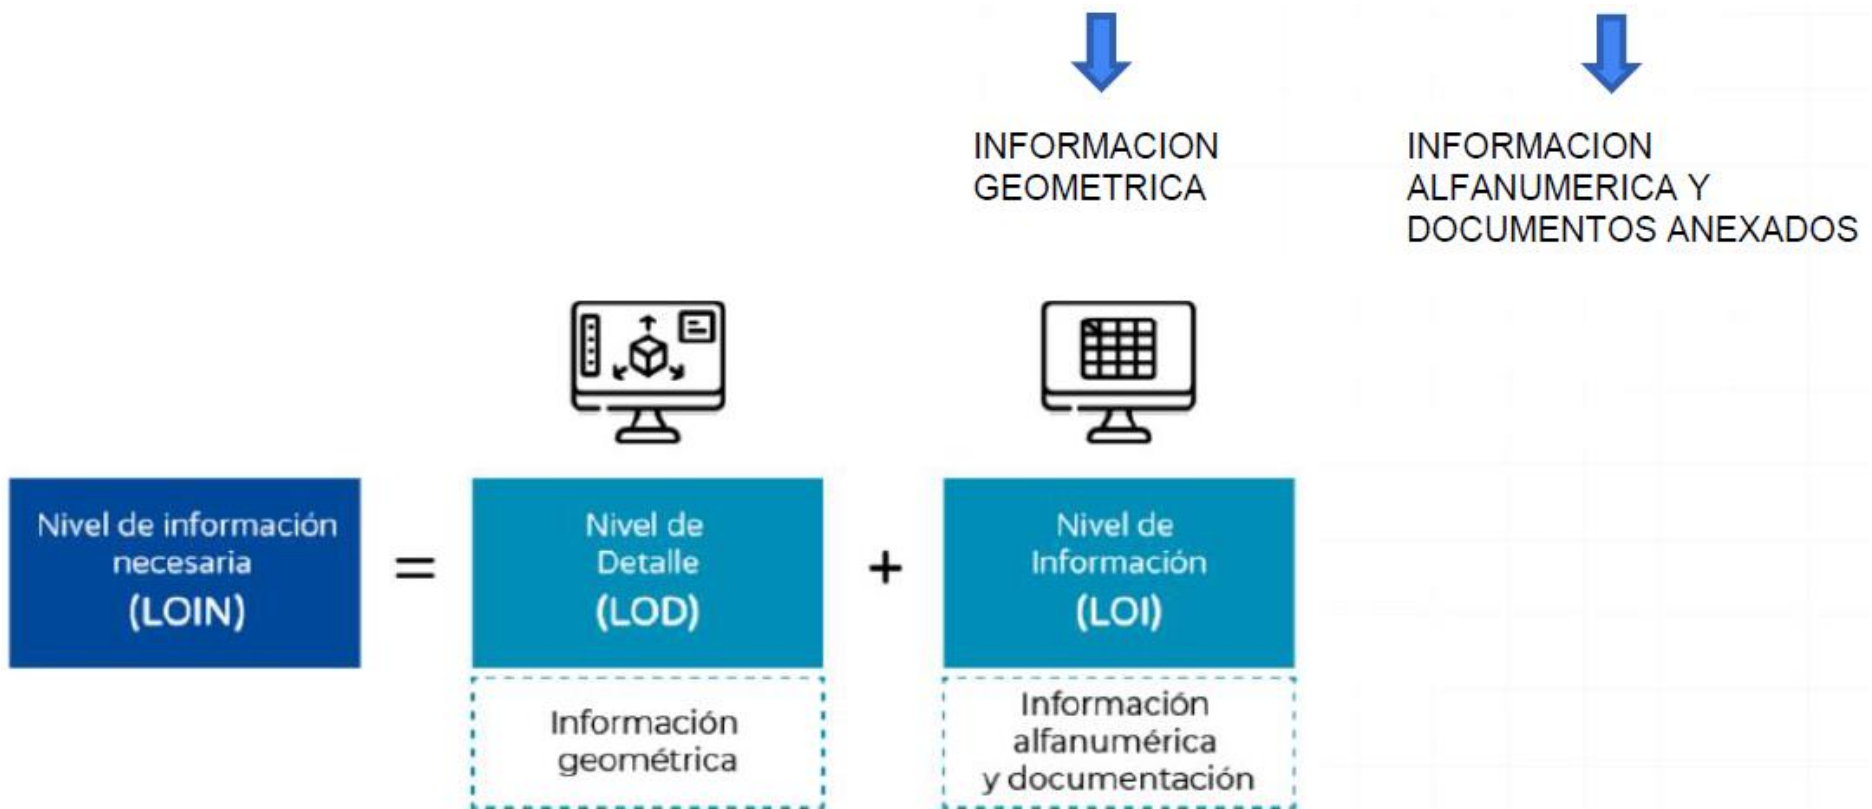 INFORMACION
GEOMETRICA
INFORMACION
ALFANUMERICA Y
DOCUMENTOS ANEXADOS
Nivel de información
necesaria
(LOIN)
=
Nivel de
Detalle
(LOD)
+
Nivel de
Información
(LOI)
Información
geométrica
Información
alfanumérica
y documentación